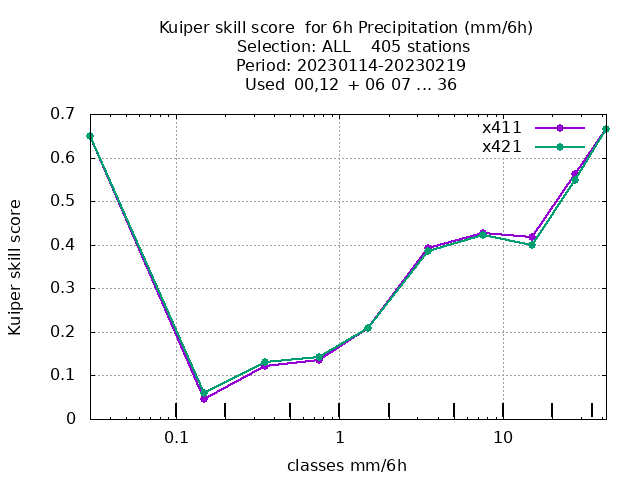 Kuiper skill score  for 6h Precipitation (mm/6h)
Selection: ALL    405 stations
Period: 20230114-20230219
Used  00,12  + 06 07 ... 36
x411
x421
0.7
0.6
0.5
0.4
0.3
0.2
0.1
0
Kuiper skill score
0.1
1
10
classes mm/6h